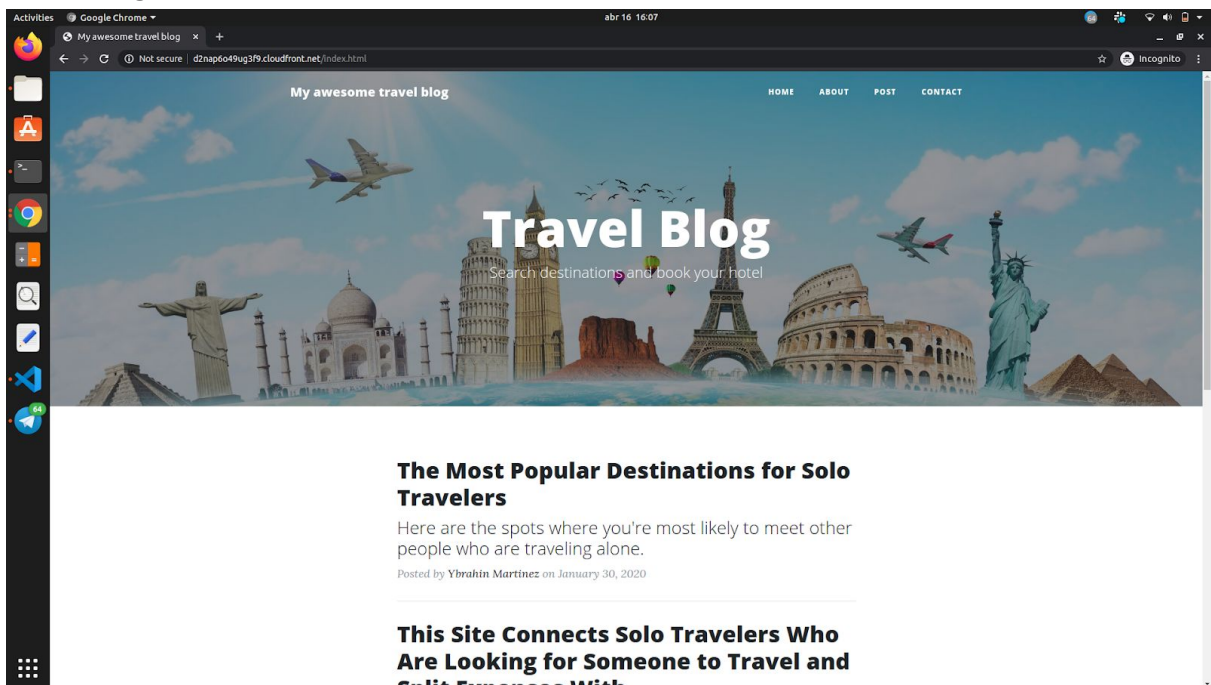 Activities Google Chrome abr 16 16:07
64
My awesome travel blog × +
Not secure | d2nap6o49ug3f9.cloudfront.net/index.html Incognito
My awesome travel blog HOME ABOUT POST CONTACT
Travel Blog
Search destinations and book your hotel
64
The Most Popular Destinations for Solo
Travelers
Here are the spots where you're most likely to meet other
people who are traveling alone.
Posted by Ybrahin Martinez on January 30, 2020
This Site Connects Solo Travelers Who
Are Looking for Someone to Travel and
Split Expenses With